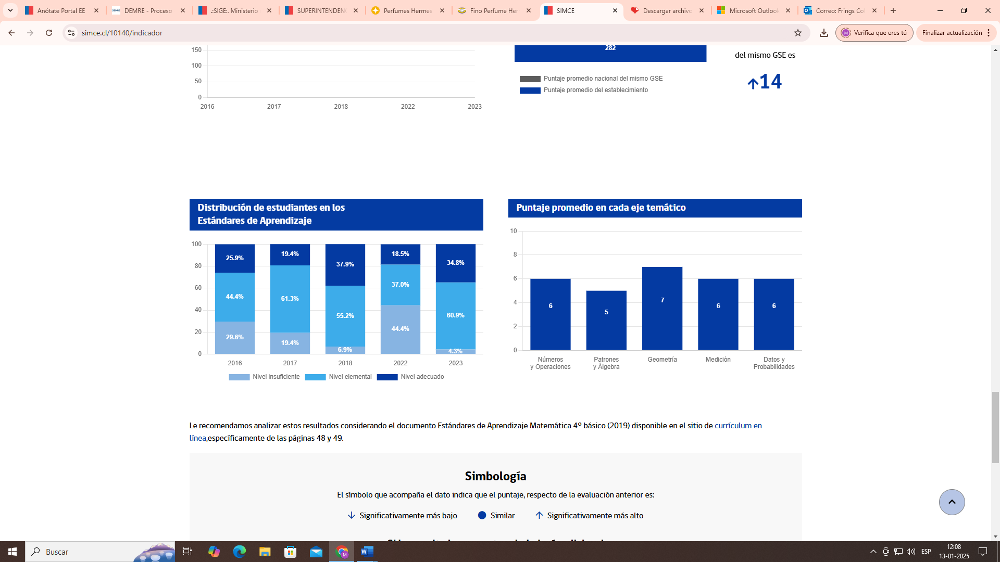 Anótate Portal EE
DEMRE - Proceso
.:SIGE:. Ministerio
SUPERINTENDEN
Perfumes Hermes
Fino Perfume Her
SIMCE
Descargar archivo
Microsoft Outlook
Correo: Frings Co
simce.cl/10140/indicador
Verifica que eres tú
Finalizar actualización
150
100
50
0
2016
2017
2018
2022
2023
282
Puntaje promedio nacional del mismo GSE
Puntaje promedio del establecimiento
del mismo GSE es
14
Distribución de estudiantes en los
Estándares de Aprendizaje
100
80
60
40
20
0
25.9%
44.4%
29.6%
19.4%
61.3%
19.4%
37.9%
55.2%
6.9%
18.5%
37.0%
44.4%
34.8%
60.9%
4.3%
2016
2017
2018
2022
2023
Nivel insuficiente
Nivel elemental
Nivel adecuado
Puntaje promedio en cada eje temático
10
8
6
4
2
0
6
5
7
6
6
Números
y Operaciones
Patrones
y Álgebra
Geometría
Medición
Datos y
Probabilidades
Le recomendamos analizar estos resultados considerando el documento Estándares de Aprendizaje Matemática 4° básico (2019) disponible en el sitio de currículum en
línea,específicamente de las páginas 48 y 49.
Simbología
El símbolo que acompaña el dato indica que el puntaje, respecto de la evaluación anterior es:
Significativamente más bajo
Similar
Significativamente más alto
Buscar
ESP
12:08
13-01-2025